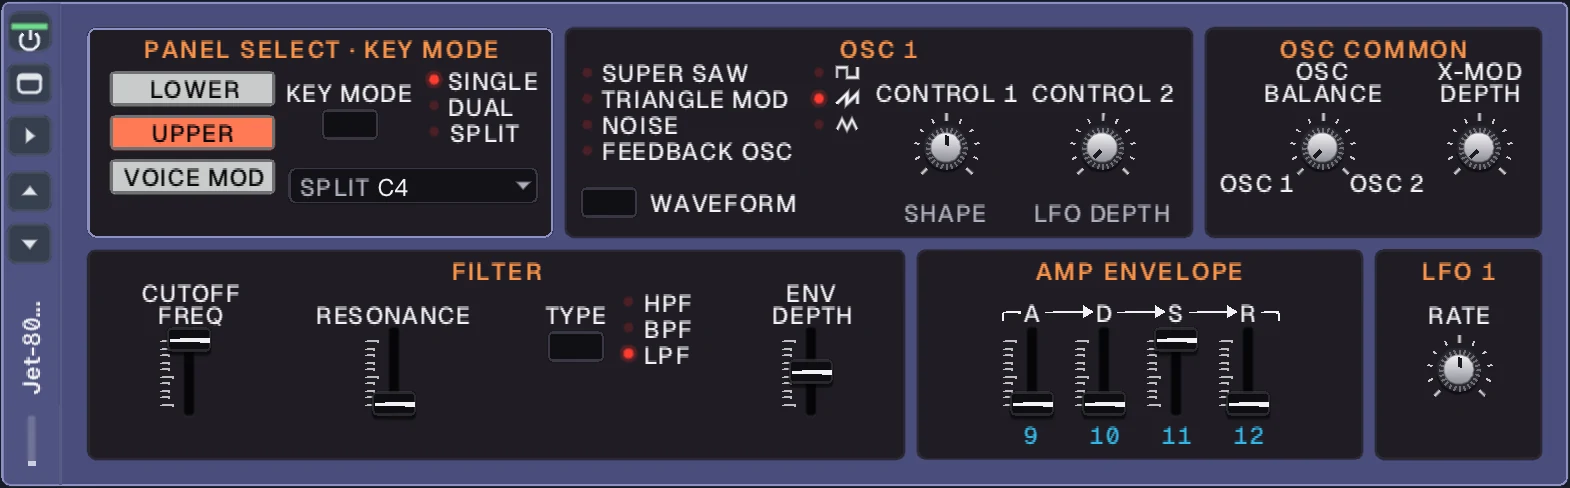 PANEL SELECT · KEY MODE
LOWER
UPPER
VOICE MOD
KEY MODE
SINGLE
DUAL
SPLIT
SPLIT C4
OSC 1
SUPER SAW
TRIANGLE MOD
NOISE
FEEDBACK OSC
WAVEFORM
CONTROL 1
SHAPE
CONTROL 2
LFO DEPTH
OSC COMMON
OSC
BALANCE
OSC 1
OSC 2
X-MOD
DEPTH
Jet-80...
FILTER
CUTOFF
FREQ
RESONANCE
TYPE
HPF
BPF
LPF
ENV
DEPTH
AMP ENVELOPE
A D S R
9 10 11 12
LFO 1
RATE